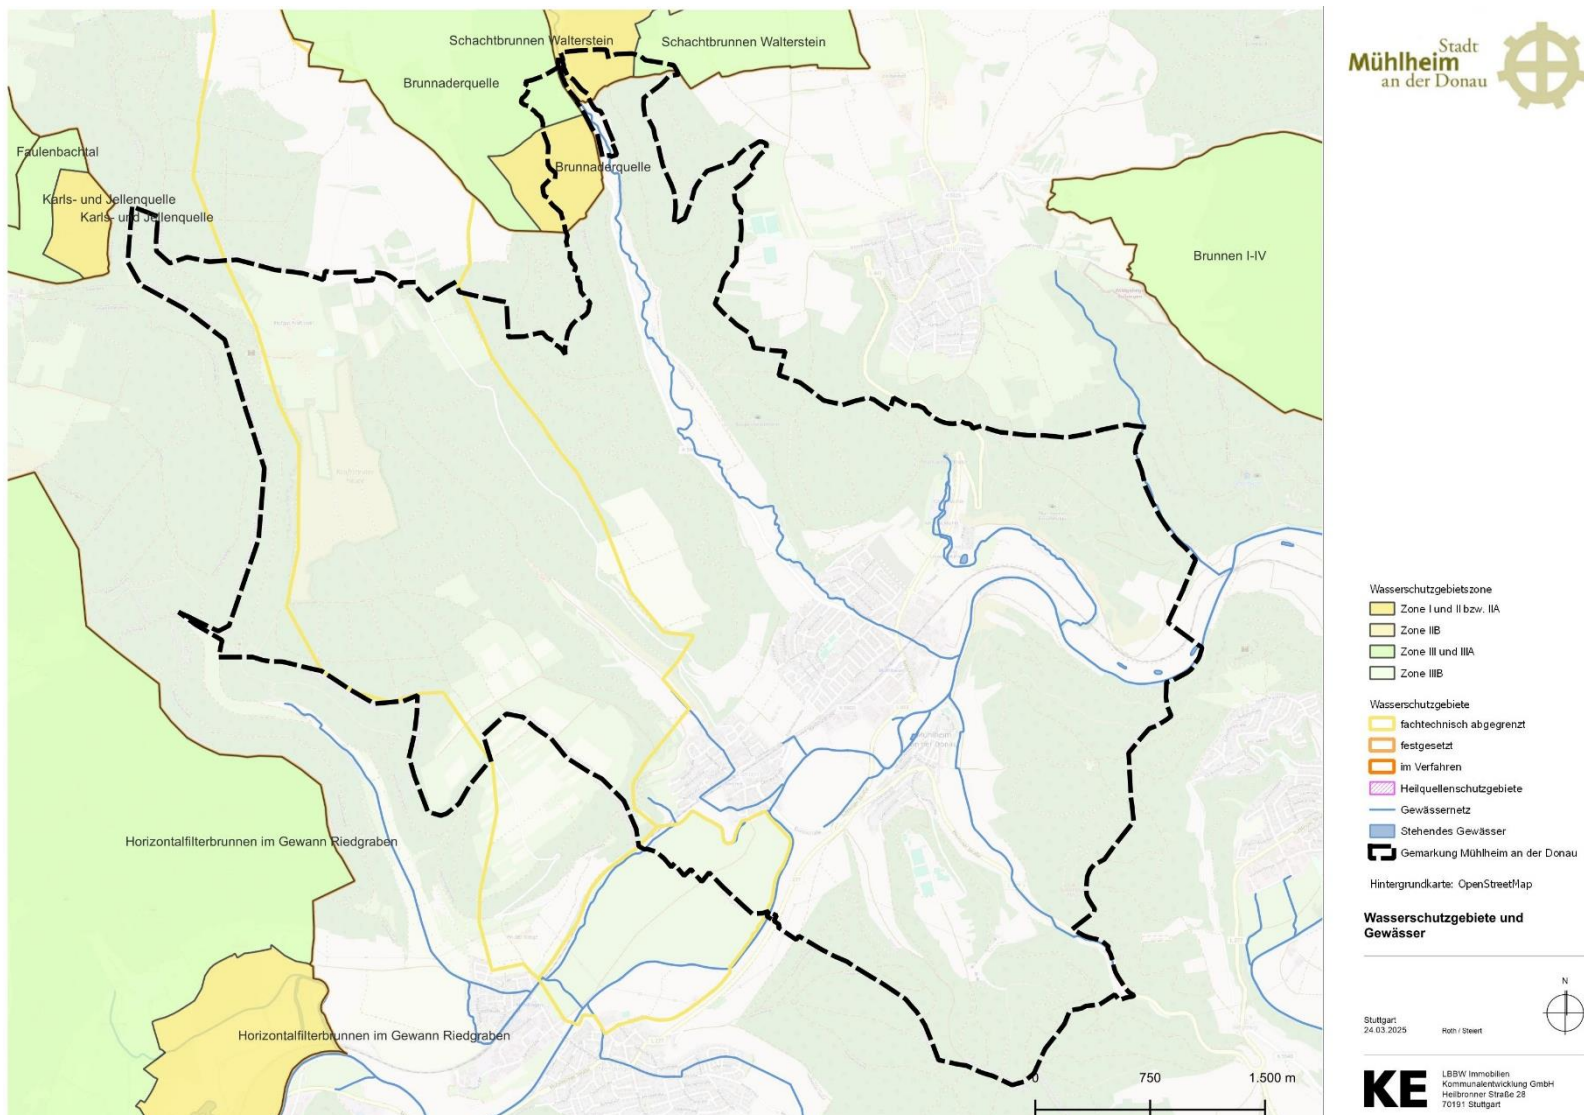 Schachtbrunnen Walterstein
Schachtbrunnen Walterstein
Brunnaderquelle
Faulenbachtal
Brunnaderquelle
Karls- und Jellenquelle
Karls- und Jellenquelle
Brunnen I-IV
Mühlheim
an der Donau
Horizontalfilterbrunnen im Gewann Riedgraben
Horizontalfilterbrunnen im Gewann Riedgraben
0
750
1.500 m
Stadt
Mühlheim
an der Donau
Wasserschutzgebietszone
Zone I und II bzw. IIA
Zone IIB
Zone III und IIIA
Zone IIIB
Wasserschutzgebiete
fachtechnisch abgegrenzt
festgesetzt
im Verfahren
Heilquellenschutzgebiete
Gewässernetz
Stehendes Gewässer
Gemarkung Mühlheim an der Donau
Hintergrundkarte: OpenStreetMap
Wasserschutzgebiete und
Gewässer
N
Stuttgart
24.03.2025
Roth / Steiert
KE
LBBW Immobilien
Kommunalentwicklung GmbH
Heilbronner Straße 28
70191 Stuttgart